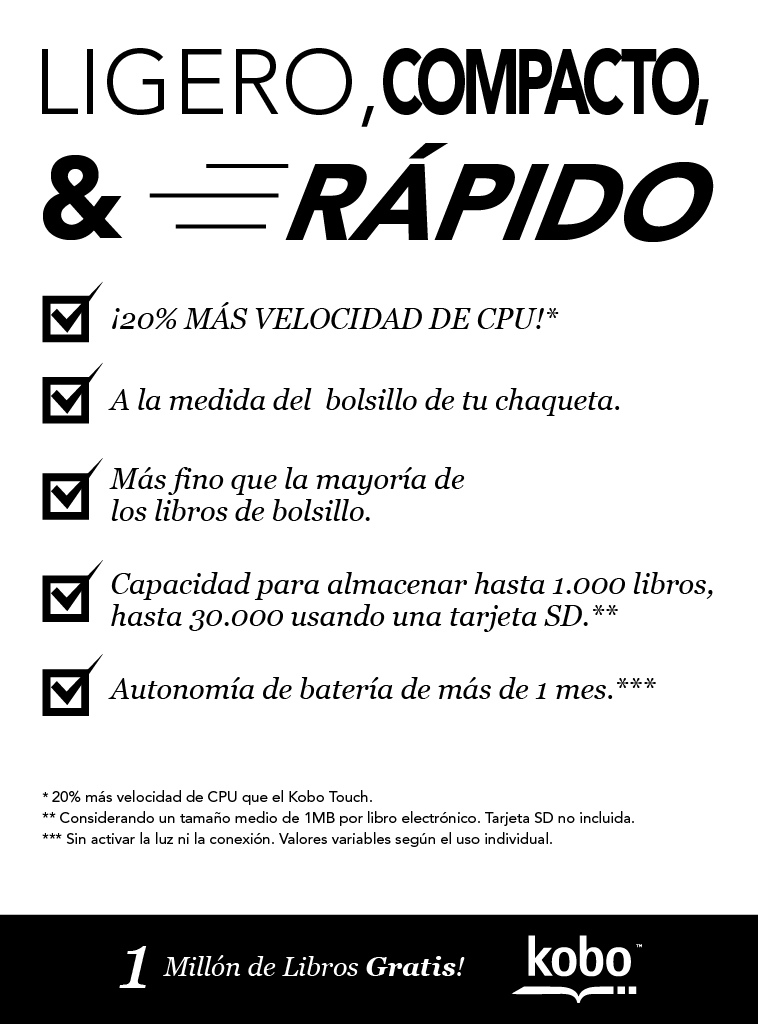 LIGERO, COMPACTO,
& RÁPIDO
¡20% MÁS VELOCIDAD DE CPU!*
A la medida del  bolsillo de tu chaqueta.
Más fino que la mayoría de
los libros de bolsillo.
Capacidad para almacenar hasta 1.000 libros,
hasta 30.000 usando una tarjeta SD.**
Autonomía de batería de más de 1 mes.***
* 20% más velocidad de CPU que el Kobo Touch.
** Considerando un tamaño medio de 1MB por libro electrónico. Tarjeta SD no incluida.
*** Sin activar la luz ni la conexión. Valores variables según el uso individual.
1 Millón de Libros Gratis!
kobo™